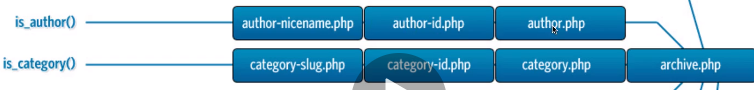 is_author() author-nicename.php author-id.php author.php
is_category() category-slug.php category-id.php category.php archive.php